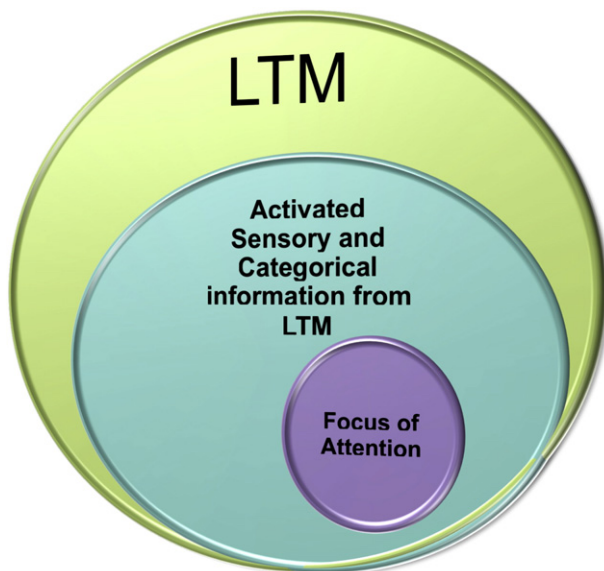 LTM
Activated
Sensory and
Categorical
information from
LTM
Focus of
Attention